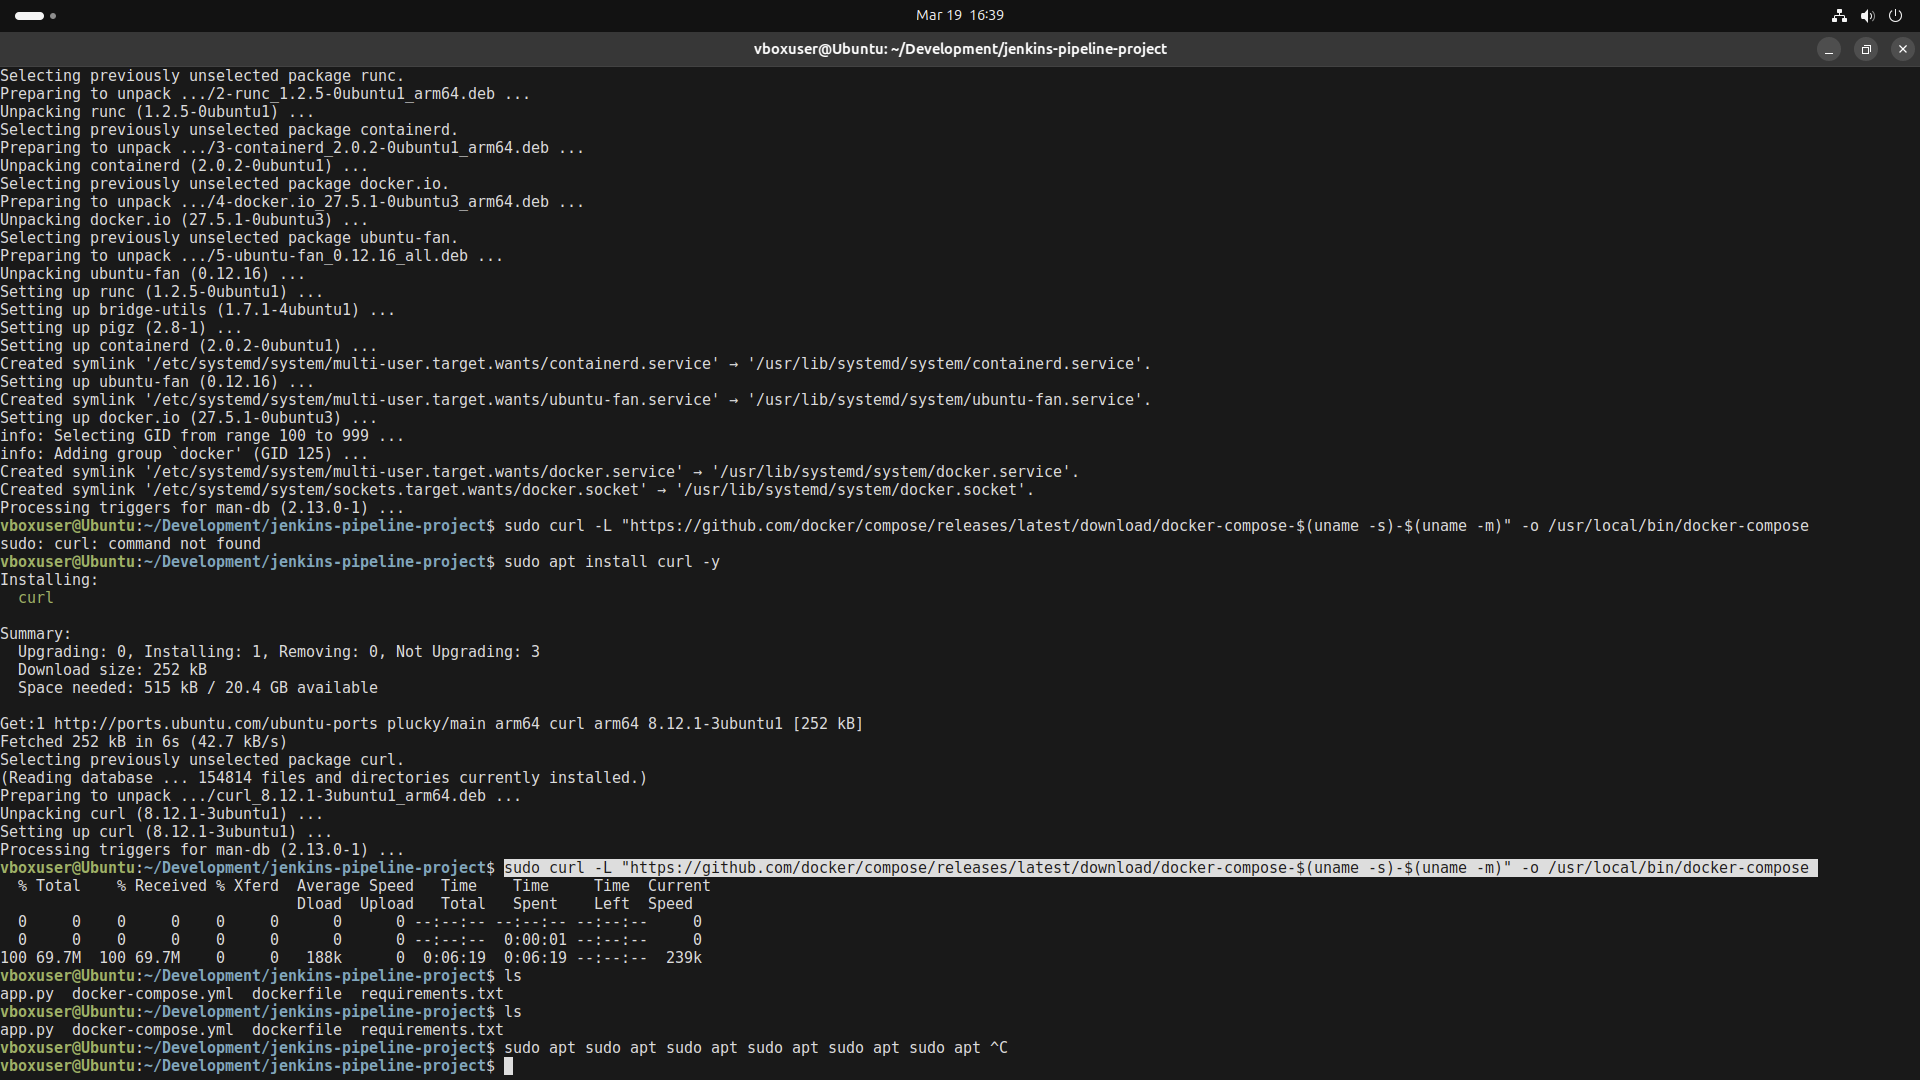 Mar 19 16:39
vboxuser@Ubuntu: ~/Development/jenkins-pipeline-project
Selecting previously unselected package runc.
Preparing to unpack .../2-runc_1.2.5-0ubuntu1_arm64.deb ...
Unpacking runc (1.2.5-0ubuntu1) ...
Selecting previously unselected package containerd.
Preparing to unpack .../3-containerd_2.0.2-0ubuntu1_arm64.deb ...
Unpacking containerd (2.0.2-0ubuntu1) ...
Selecting previously unselected package docker.io.
Preparing to unpack .../4-docker.io_27.5.1-0ubuntu3_arm64.deb ...
Unpacking docker.io (27.5.1-0ubuntu3) ...
Selecting previously unselected package ubuntu-fan.
Preparing to unpack .../5-ubuntu-fan_0.12.16_all.deb ...
Unpacking ubuntu-fan (0.12.16) ...
Setting up runc (1.2.5-0ubuntu1) ...
Setting up bridge-utils (1.7.1-4ubuntu1) ...
Setting up pigz (2.8-1) ...
Setting up containerd (2.0.2-0ubuntu1) ...
Created symlink '/etc/systemd/system/multi-user.target.wants/containerd.service' → '/usr/lib/systemd/system/containerd.service'.
Setting up ubuntu-fan (0.12.16) ...
Created symlink '/etc/systemd/system/multi-user.target.wants/ubuntu-fan.service' → '/usr/lib/systemd/system/ubuntu-fan.service'.
Setting up docker.io (27.5.1-0ubuntu3) ...
info: Selecting GID from range 100 to 999 ...
info: Adding group `docker' (GID 125) ...
Created symlink '/etc/systemd/system/multi-user.target.wants/docker.service' → '/usr/lib/systemd/system/docker.service'.
Created symlink '/etc/systemd/system/sockets.target.wants/docker.socket' → '/usr/lib/systemd/system/docker.socket'.
Processing triggers for man-db (2.13.0-1) ...
vboxuser@Ubuntu:~/Development/jenkins-pipeline-project$ sudo curl -L "https://github.com/docker/compose/releases/latest/download/docker-compose-$(uname -s)-$(uname -m)" -o /usr/local/bin/docker-compose
sudo: curl: command not found
vboxuser@Ubuntu:~/Development/jenkins-pipeline-project$ sudo apt install curl -y
Installing:
  curl

Summary:
  Upgrading: 0, Installing: 1, Removing: 0, Not Upgrading: 3
  Download size: 252 kB
  Space needed: 515 kB / 20.4 GB available

Get:1 http://ports.ubuntu.com/ubuntu-ports plucky/main arm64 curl arm64 8.12.1-3ubuntu1 [252 kB]
Fetched 252 kB in 6s (42.7 kB/s)
Selecting previously unselected package curl.
(Reading database ... 154814 files and directories currently installed.)
Preparing to unpack .../curl_8.12.1-3ubuntu1_arm64.deb ...
Unpacking curl (8.12.1-3ubuntu1) ...
Setting up curl (8.12.1-3ubuntu1) ...
Processing triggers for man-db (2.13.0-1) ...
vboxuser@Ubuntu:~/Development/jenkins-pipeline-project$ sudo curl -L "https://github.com/docker/compose/releases/latest/download/docker-compose-$(uname -s)-$(uname -m)" -o /usr/local/bin/docker-compose
  % Total    % Received % Xferd  Average Speed   Time    Time     Time  Current
                                 Dload  Upload   Total   Spent    Left  Speed
  0     0    0     0    0     0      0      0 --:--:-- --:--:-- --:--:--     0
  0     0    0     0    0     0      0      0 --:--:--  0:00:01 --:--:--     0
100 69.7M  100 69.7M    0     0   188k      0  0:06:19  0:06:19 --:--:--  239k
vboxuser@Ubuntu:~/Development/jenkins-pipeline-project$ ls
app.py  docker-compose.yml  dockerfile  requirements.txt
vboxuser@Ubuntu:~/Development/jenkins-pipeline-project$ ls
app.py  docker-compose.yml  dockerfile  requirements.txt
vboxuser@Ubuntu:~/Development/jenkins-pipeline-project$ sudo apt sudo apt sudo apt sudo apt sudo apt sudo apt ^C
vboxuser@Ubuntu:~/Development/jenkins-pipeline-project$